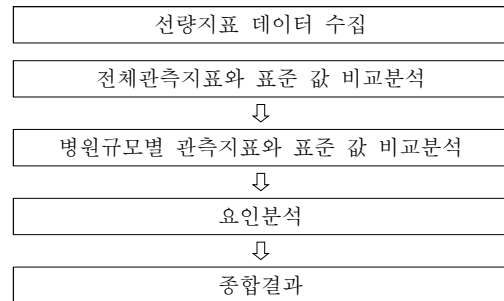 선량지표 데이터 수집
전체관측지표와 표준 값 비교분석
병원규모별 관측지표와 표준 값 비교분석
요인분석
종합결과